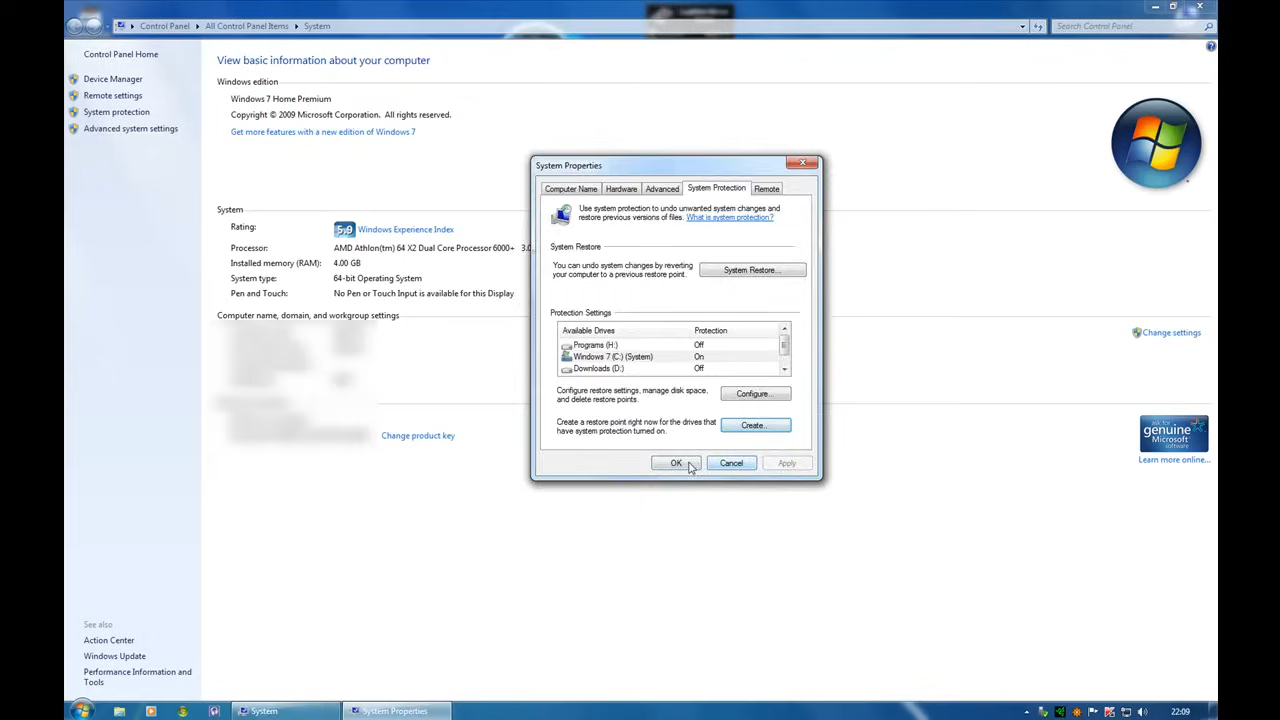 Control Panel
All Control Panel Items
System
Search Control Panel
Control Panel Home
Device Manager
Remote settings
System protection
Advanced system settings
View basic information about your computer
Windows edition
Windows 7 Home Premium
Copyright © 2009 Microsoft Corporation. All rights reserved.
Get more features with a new edition of Windows 7
System
Rating:
5.9
Windows Experience Index
Processor:
AMD Athlon(tm) 64 X2 Dual Core Processor 6000+
Installed memory (RAM):
4.00 GB
System type:
64-bit Operating System
Pen and Touch:
No Pen or Touch Input is available for this Display
Computer name, domain, and workgroup settings
Change settings
Change product key
ask for
genuine
Microsoft
software
Learn more online...
System Properties
Computer Name
Hardware
Advanced
System Protection
Remote
Use system protection to undo unwanted system changes and
restore previous versions of files. What is system protection?
System Restore
You can undo system changes by reverting
your computer to a previous restore point.
System Restore...
Protection Settings
Available Drives
Protection
Programs (H:)
Off
Windows 7 (C:) (System)
On
Downloads (D:)
Off
Configure restore settings, manage disk space,
and delete restore points.
Configure...
Create a restore point right now for the drives that
have system protection turned on.
Create...
OK
Cancel
Apply
See also
Action Center
Windows Update
Performance Information and
Tools
System
System Properties
22:09